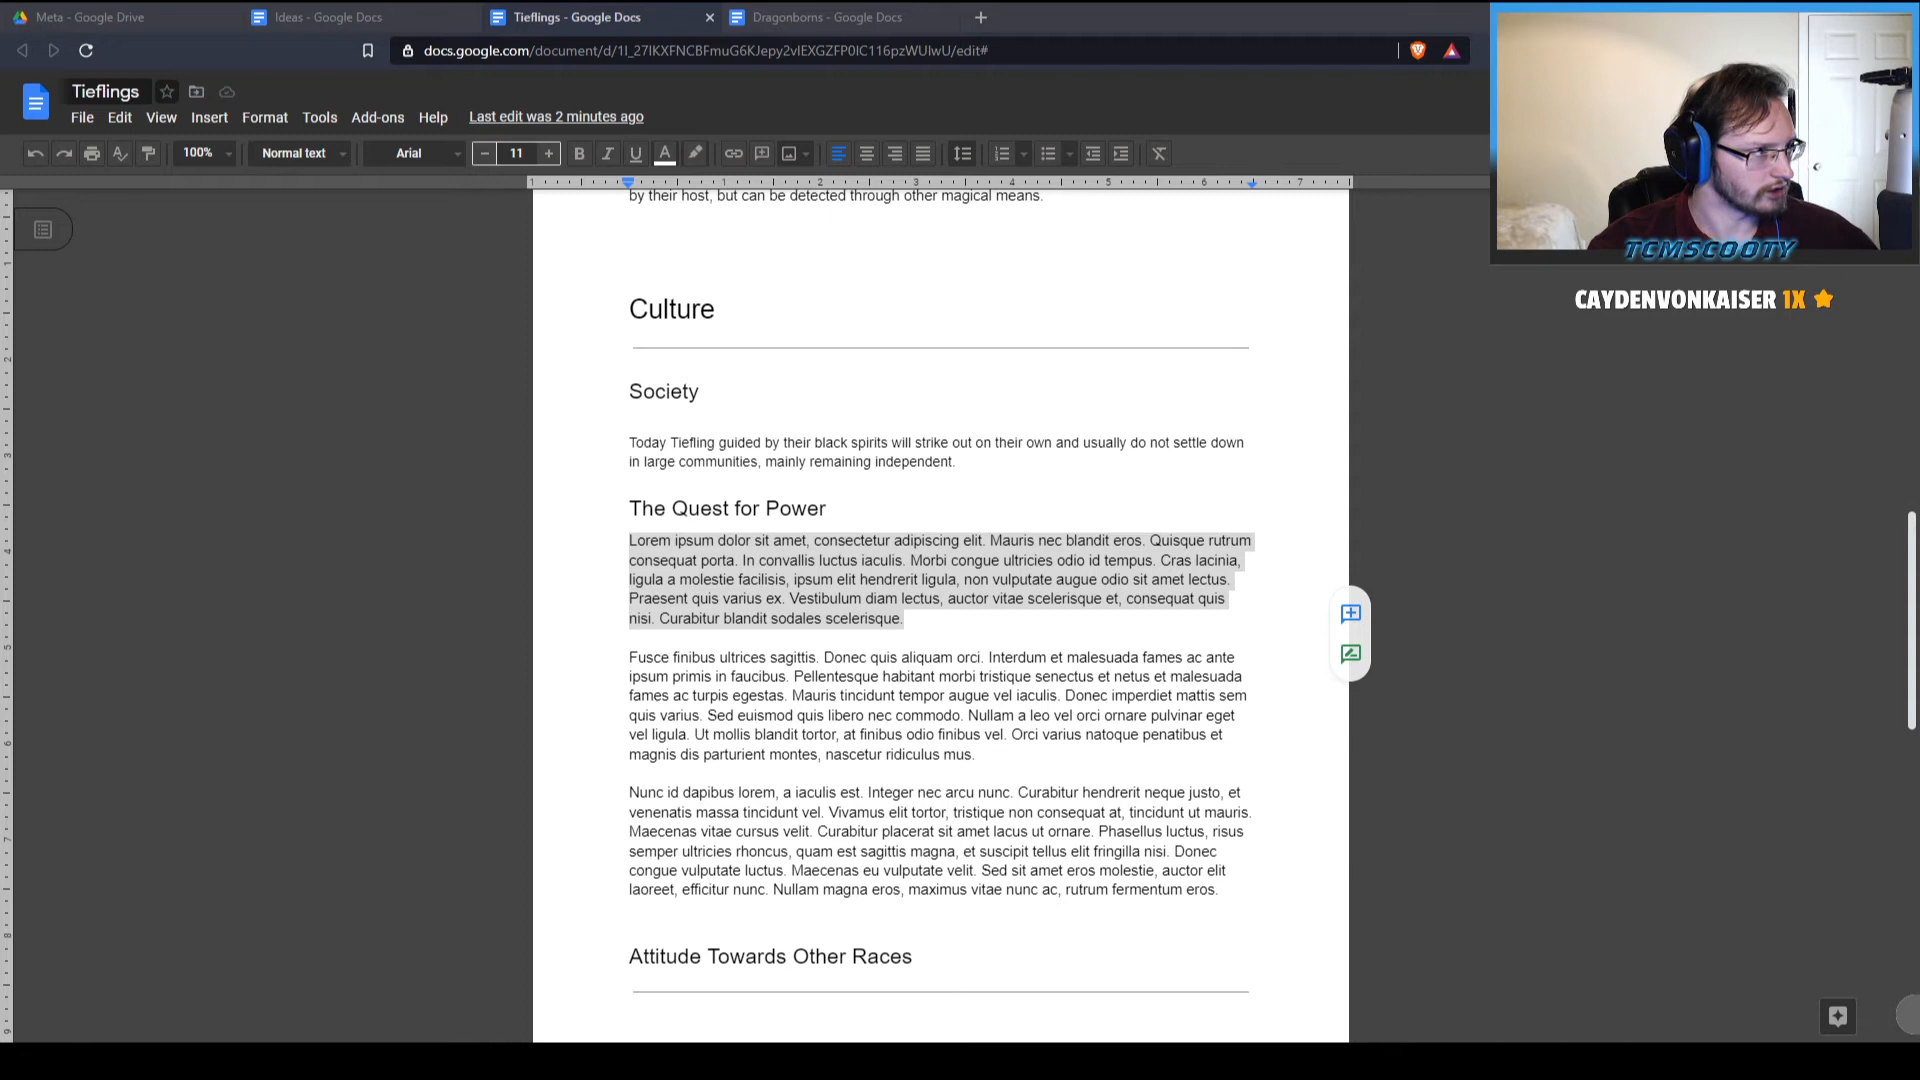 Meta - Google Drive
Ideas - Google Docs
Tieflings - Google Docs
Dragonborns - Google Docs
Tieflings
File Edit View Insert Format Tools Add-ons Help Last edit was 2 minutes ago
100% Normal text Arial 11
1 1 2 3 4 5 6 7
by their host, but can be detected through other magical means.
Culture
Society
Today Tiefling guided by their black spirits will strike out on their own and usually do not settle down
in large communities, mainly remaining independent.
The Quest for Power
Lorem ipsum dolor sit amet, consectetur adipiscing elit. Mauris nec blandit eros. Quisque rutrum
consequat porta. In convallis luctus iaculis. Morbi congue ultricies odio id tempus. Cras lacinia,
ligula a molestie facilisis, ipsum elit hendrerit ligula, non vulputate augue odio sit amet lectus.
Praesent quis varius ex. Vestibulum diam lectus, auctor vitae scelerisque et, consequat quis
nisi. Curabitur blandit sodales scelerisque.
Fusce finibus ultrices sagittis. Donec quis aliquam orci. Interdum et malesuada fames ac ante
ipsum primis in faucibus. Pellentesque habitant morbi tristique senectus et netus et malesuada
fames ac turpis egestas. Mauris tincidunt tempor augue vel iaculis. Donec imperdiet mattis sem
quis varius. Sed euismod quis libero nec commodo. Nullam a leo vel orci ornare pulvinar eget
vel ligula. Ut mollis blandit tortor, at finibus odio finibus vel. Orci varius natoque penatibus et
magnis dis parturient montes, nascetur ridiculus mus.
Nunc id dapibus lorem, a iaculis est. Integer nec arcu nunc. Curabitur hendrerit neque justo, et
venenatis massa tincidunt vel. Vivamus elit tortor, tristique non consequat at, tincidunt ut mauris.
Maecenas vitae cursus velit. Curabitur placerat sit amet lacus ut ornare. Phasellus luctus, risus
semper ultricies rhoncus, quam est sagittis magna, et suscipit tellus elit fringilla nisi. Donec
congue vulputate luctus. Maecenas eu vulputate velit. Sed sit amet eros molestie, auctor elit
laoreet, efficitur nunc. Nullam magna eros, maximus vitae nunc ac, rutrum fermentum eros.
Attitude Towards Other Races
TCMSCOOTY
CAYDENVONKAISER 1X